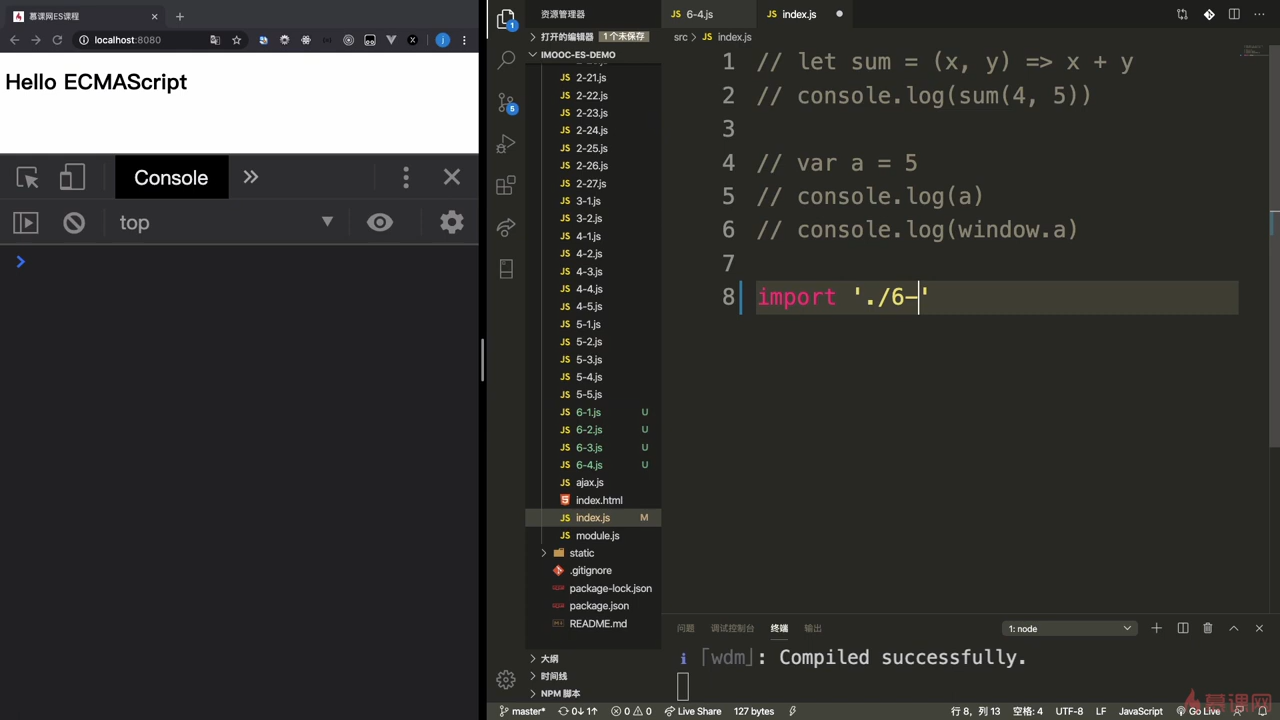 慕课网ES课程
localhost:8080
Hello ECMAScript
Console
top
资源管理器
打开的编辑器 1个未保存
IMOOC-ES-DEMO
2-21.js
2-22.js
2-23.js
2-24.js
2-25.js
2-26.js
2-27.js
3-1.js
3-2.js
4-1.js
4-2.js
4-3.js
4-4.js
4-5.js
5-1.js
5-2.js
5-3.js
5-4.js
5-5.js
6-1.js U
6-2.js U
6-3.js U
6-4.js U
ajax.js
index.html
index.js M
module.js
static
.gitignore
package-lock.json
package.json
README.md
大纲
时间线
NPM 脚本
6-4.js
index.js
src > index.js
1 // let sum = (x, y) => x + y
2 // console.log(sum(4, 5))
3
4 // var a = 5
5 // console.log(a)
6 // console.log(window.a)
7
8 import './6-'
问题 调试控制台 终端 输出 1: node
i ｢wdm｣: Compiled successfully.
master* 0↓ 1↑ 0 0 Live Share 127 bytes 行 8，列 13 空格: 4 UTF-8 LF JavaScript Go Live
慕课网